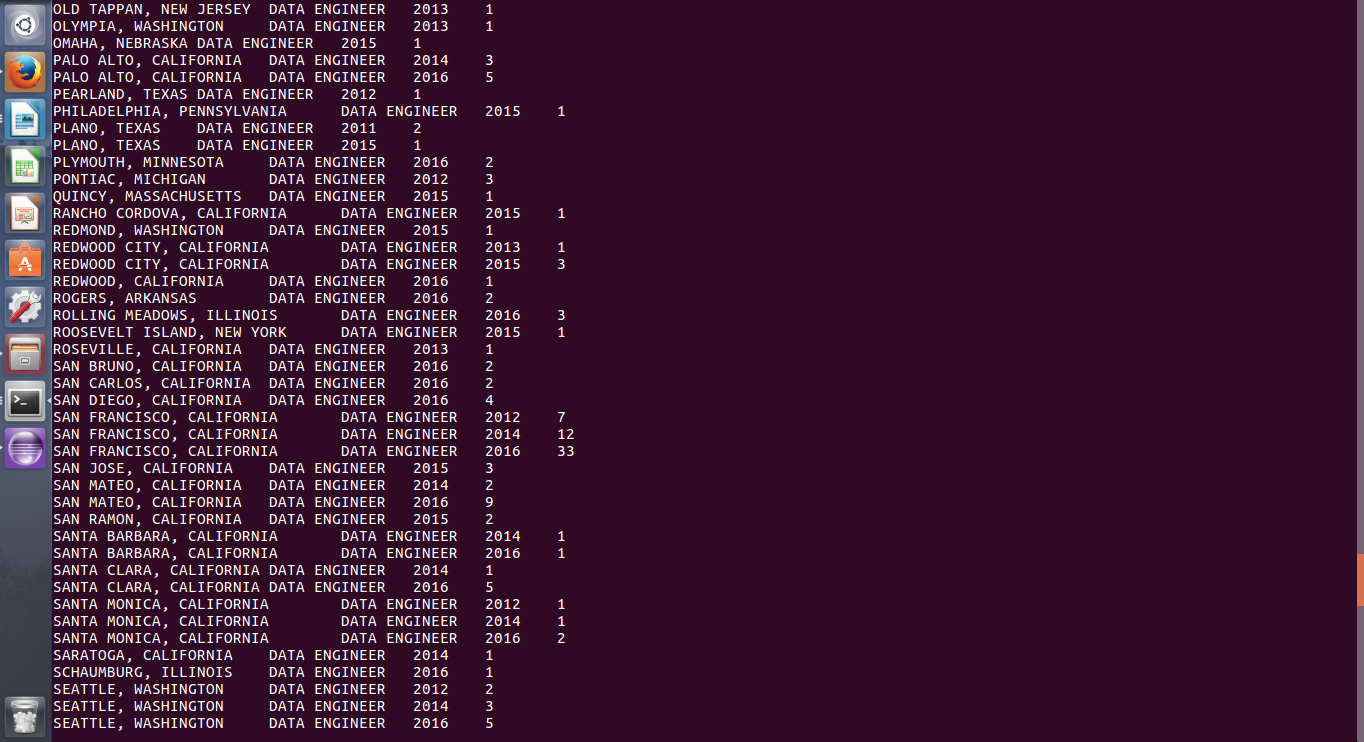 OLD TAPPAN, NEW JERSEY	DATA ENGINEER	2013	1
OLYMPIA, WASHINGTON	DATA ENGINEER	2013	1
OMAHA, NEBRASKA	DATA ENGINEER	2015	1
PALO ALTO, CALIFORNIA	DATA ENGINEER	2014	3
PALO ALTO, CALIFORNIA	DATA ENGINEER	2016	5
PEARLAND, TEXAS	DATA ENGINEER	2012	1
PHILADELPHIA, PENNSYLVANIA	DATA ENGINEER	2015	1
PLANO, TEXAS	DATA ENGINEER	2011	2
PLANO, TEXAS	DATA ENGINEER	2015	1
PLYMOUTH, MINNESOTA	DATA ENGINEER	2016	2
PONTIAC, MICHIGAN	DATA ENGINEER	2012	3
QUINCY, MASSACHUSETTS	DATA ENGINEER	2015	1
RANCHO CORDOVA, CALIFORNIA	DATA ENGINEER	2015	1
REDMOND, WASHINGTON	DATA ENGINEER	2015	1
REDWOOD CITY, CALIFORNIA	DATA ENGINEER	2013	1
REDWOOD CITY, CALIFORNIA	DATA ENGINEER	2015	3
REDWOOD, CALIFORNIA	DATA ENGINEER	2016	1
ROGERS, ARKANSAS	DATA ENGINEER	2016	2
ROLLING MEADOWS, ILLINOIS	DATA ENGINEER	2016	3
ROOSEVELT ISLAND, NEW YORK	DATA ENGINEER	2015	1
ROSEVILLE, CALIFORNIA	DATA ENGINEER	2013	1
SAN BRUNO, CALIFORNIA	DATA ENGINEER	2016	2
SAN CARLOS, CALIFORNIA	DATA ENGINEER	2016	2
SAN DIEGO, CALIFORNIA	DATA ENGINEER	2016	4
SAN FRANCISCO, CALIFORNIA	DATA ENGINEER	2012	7
SAN FRANCISCO, CALIFORNIA	DATA ENGINEER	2014	12
SAN FRANCISCO, CALIFORNIA	DATA ENGINEER	2016	33
SAN JOSE, CALIFORNIA	DATA ENGINEER	2015	3
SAN MATEO, CALIFORNIA	DATA ENGINEER	2014	2
SAN MATEO, CALIFORNIA	DATA ENGINEER	2016	9
SAN RAMON, CALIFORNIA	DATA ENGINEER	2015	2
SANTA BARBARA, CALIFORNIA	DATA ENGINEER	2014	1
SANTA BARBARA, CALIFORNIA	DATA ENGINEER	2016	1
SANTA CLARA, CALIFORNIA	DATA ENGINEER	2014	1
SANTA CLARA, CALIFORNIA	DATA ENGINEER	2016	5
SANTA MONICA, CALIFORNIA	DATA ENGINEER	2012	1
SANTA MONICA, CALIFORNIA	DATA ENGINEER	2014	1
SANTA MONICA, CALIFORNIA	DATA ENGINEER	2016	2
SARATOGA, CALIFORNIA	DATA ENGINEER	2014	1
SCHAUMBURG, ILLINOIS	DATA ENGINEER	2016	1
SEATTLE, WASHINGTON	DATA ENGINEER	2012	2
SEATTLE, WASHINGTON	DATA ENGINEER	2014	3
SEATTLE, WASHINGTON	DATA ENGINEER	2016	5